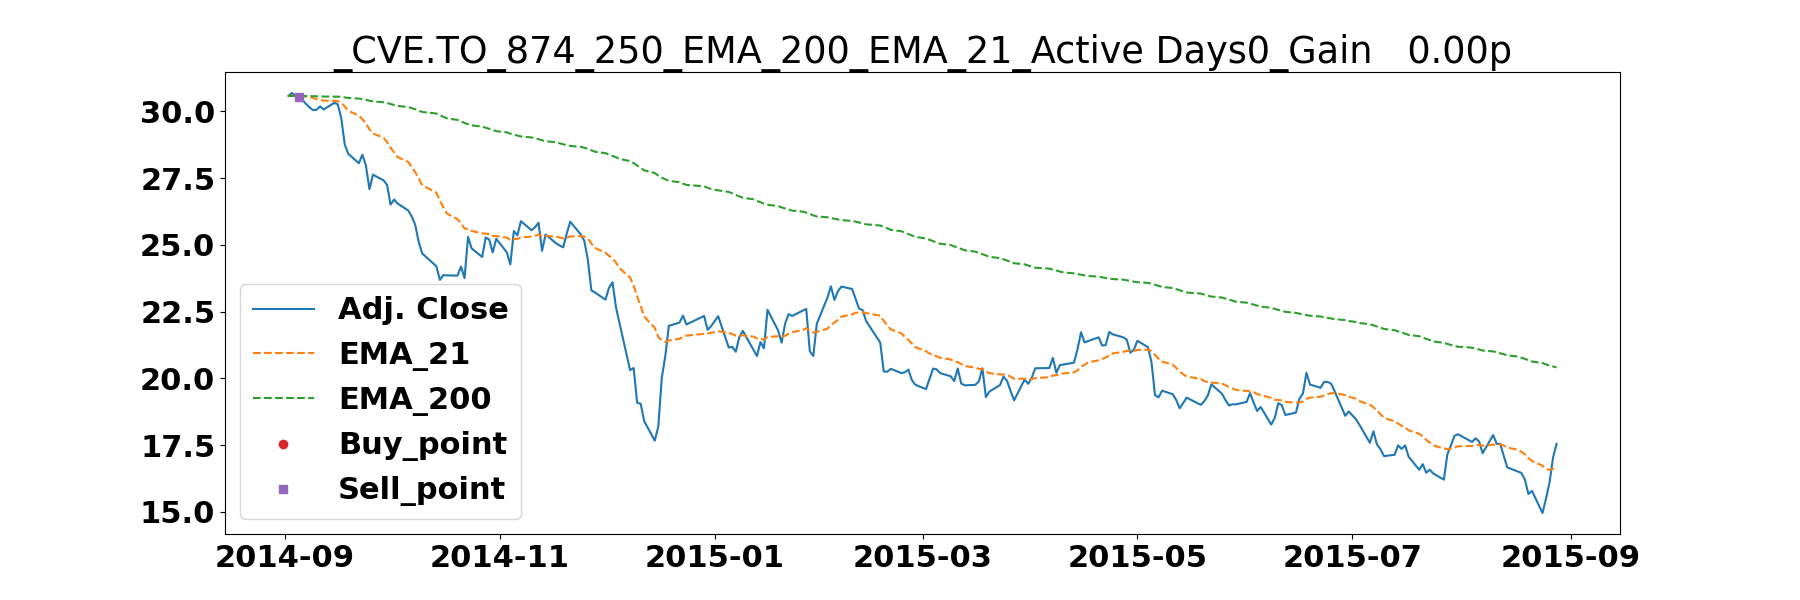 _CVE.TO_874_250_EMA_200_EMA_21_Active Days0_Gain   0.00p
30.0
27.5
25.0
22.5
20.0
17.5
15.0
Adj. Close
EMA_21
EMA_200
Buy_point
Sell_point
2014-09 2014-11 2015-01 2015-03 2015-05 2015-07 2015-09